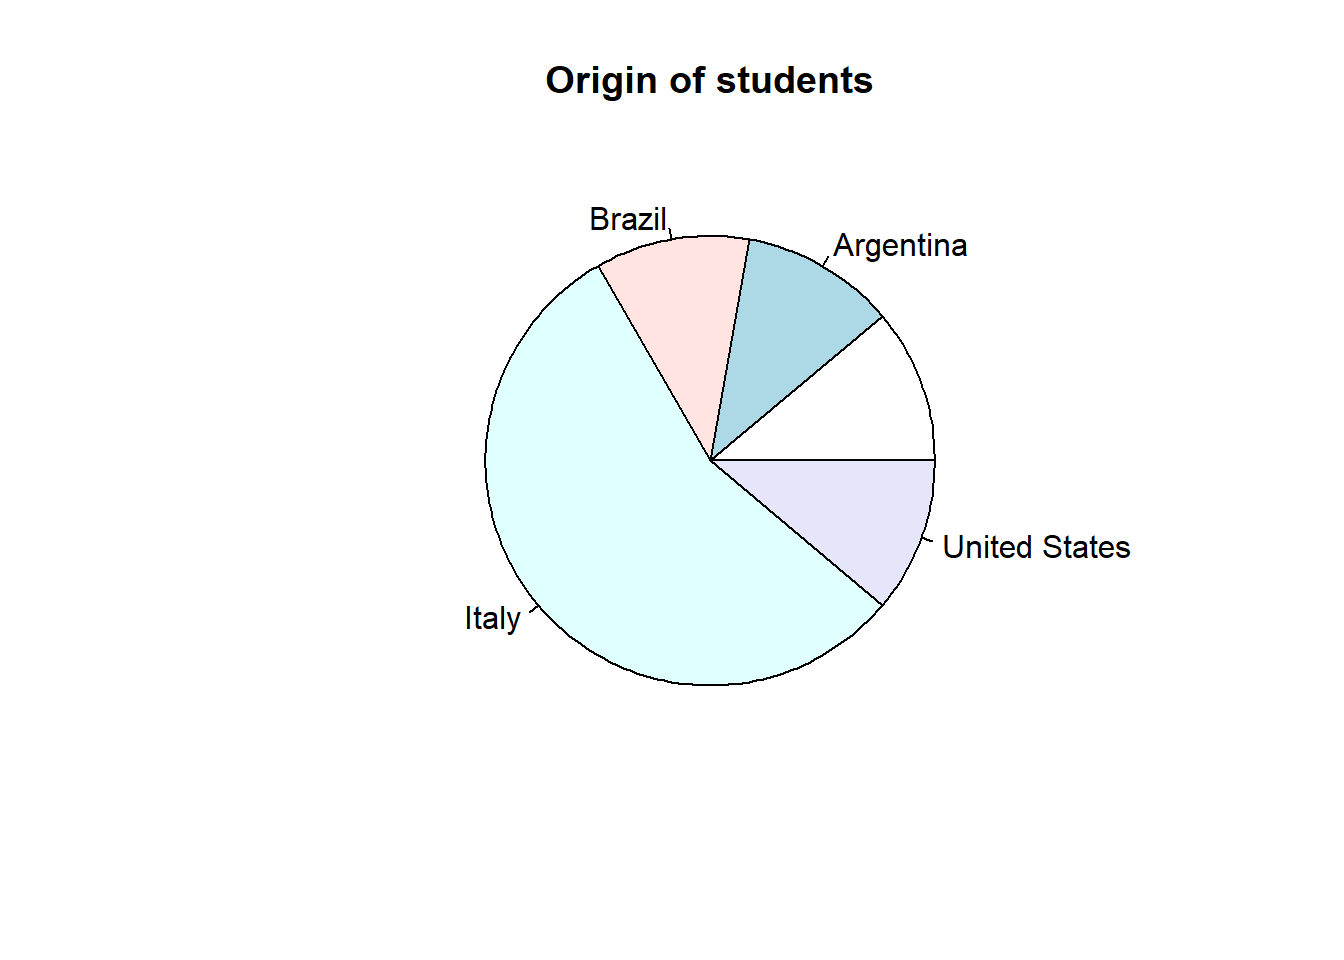 Origin of students
Brazil
Argentina
United States
Italy